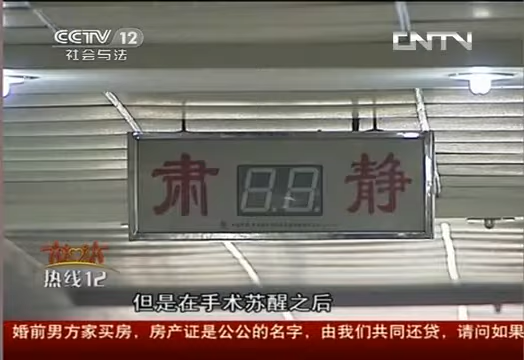 CCTV 12
社会与法
CNTV
肃 静
热线12
但是在手术苏醒之后
婚前男方家买房，房产证是公公的名字，由我们共同还贷，请问如果